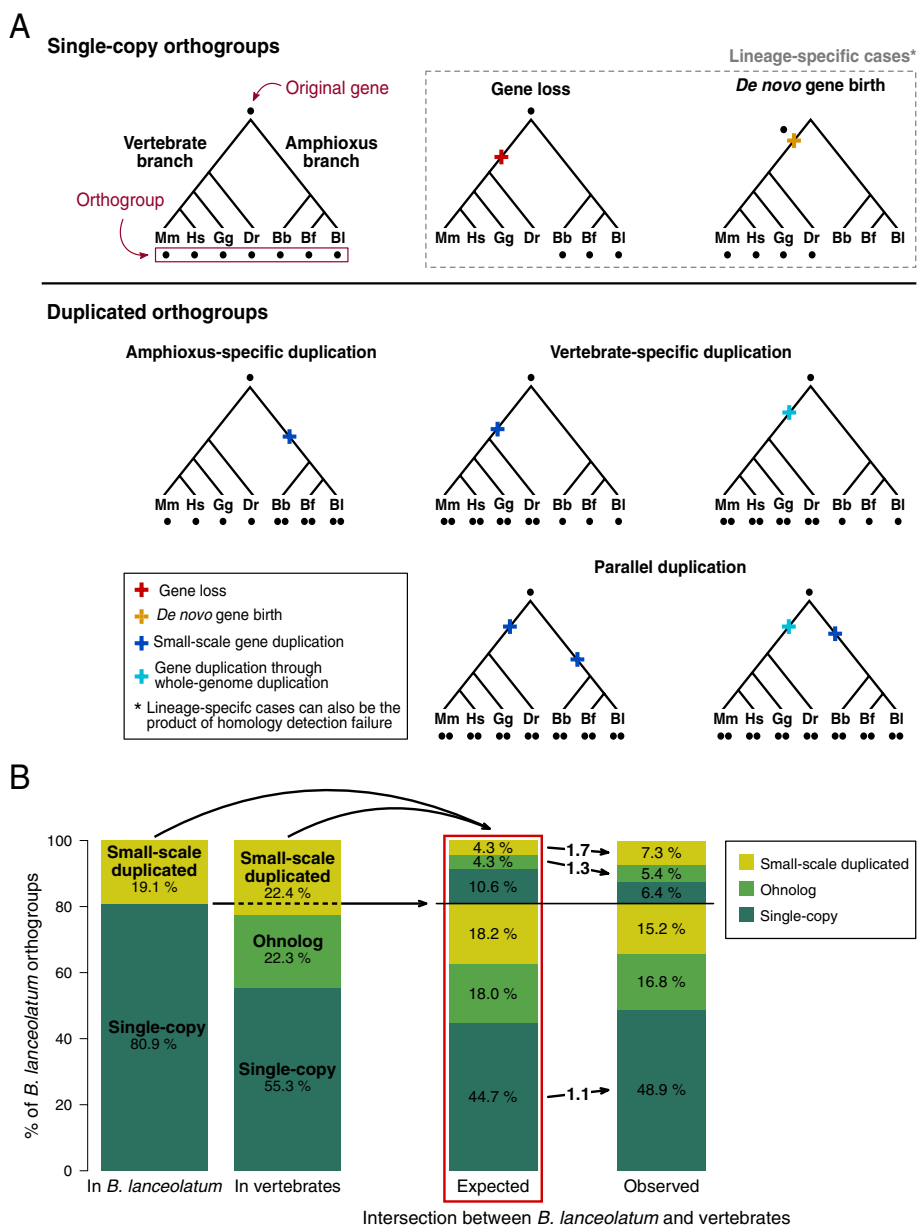 A
Single-copy orthogroups
Lineage-specific cases*
Original gene
Gene loss
De novo gene birth
Vertebrate
branch
Amphioxus
branch
Orthogroup
Mm Hs Gg Dr Bb Bf Bl
Mm Hs Gg Dr Bb Bf Bl
Mm Hs Gg Dr Bb Bf Bl
Duplicated orthogroups
Amphioxus-specific duplication
Vertebrate-specific duplication
Mm Hs Gg Dr Bb Bf Bl
Mm Hs Gg Dr Bb Bf Bl
Mm Hs Gg Dr Bb Bf Bl
Parallel duplication
Gene loss
De novo gene birth
Small-scale gene duplication
Gene duplication through
whole-genome duplication
* Lineage-specifc cases can also be the
product of homology detection failure
Mm Hs Gg Dr Bb Bf Bl
Mm Hs Gg Dr Bb Bf Bl
B
% of B. lanceolatum orthogroups
100
80
60
40
20
0
Small-scale
duplicated
19.1 %
Single-copy
80.9 %
In B. lanceolatum
Small-scale
duplicated
22.4 %
Ohnolog
22.3 %
Single-copy
55.3 %
In vertebrates
4.3 %
4.3 %
10.6 %
18.2 %
18.0 %
44.7 %
Expected
1.7
1.3
1.1
7.3 %
5.4 %
6.4 %
15.2 %
16.8 %
48.9 %
Observed
Small-scale duplicated
Ohnolog
Single-copy
Intersection between B. lanceolatum and vertebrates